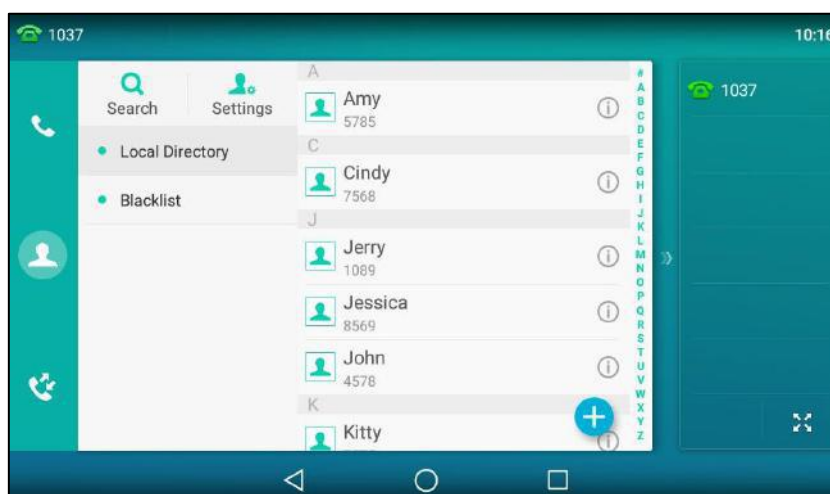 1037
10:16
Search
Settings
Local Directory
Blacklist
A
Amy
5785
C
Cindy
7568
J
Jerry
1089
Jessica
8569
John
4578
K
Kitty
#
A
B
C
D
E
F
G
H
I
J
K
L
M
N
O
P
Q
R
S
T
U
V
W
X
Y
Z
1037